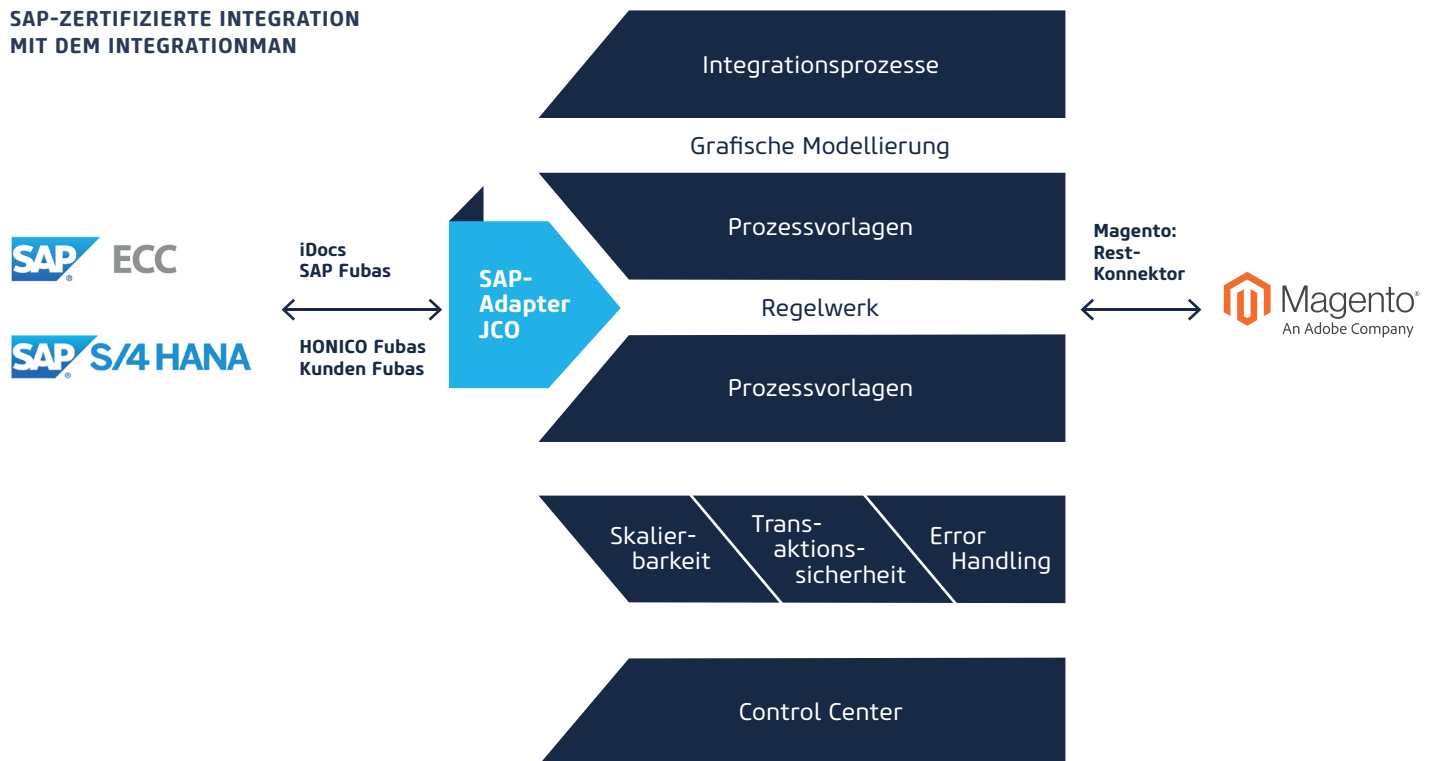 SAP-ZERTIFIZIERTE INTEGRATION
MIT DEM INTEGRATIONMAN
Integrationsprozesse
Grafische Modellierung
Prozessvorlagen
Regelwerk
Prozessvorlagen
SAP ECC
SAP S/4 HANA
iDocs
SAP Fubas
HONICO Fubas
Kunden Fubas
SAP-
Adapter
JCO
Magento:
Rest-
Konnektor
Magento®
An Adobe Company
Skalier-
barkeit
Trans-
aktions-
sicherheit
Error
Handling
Control Center